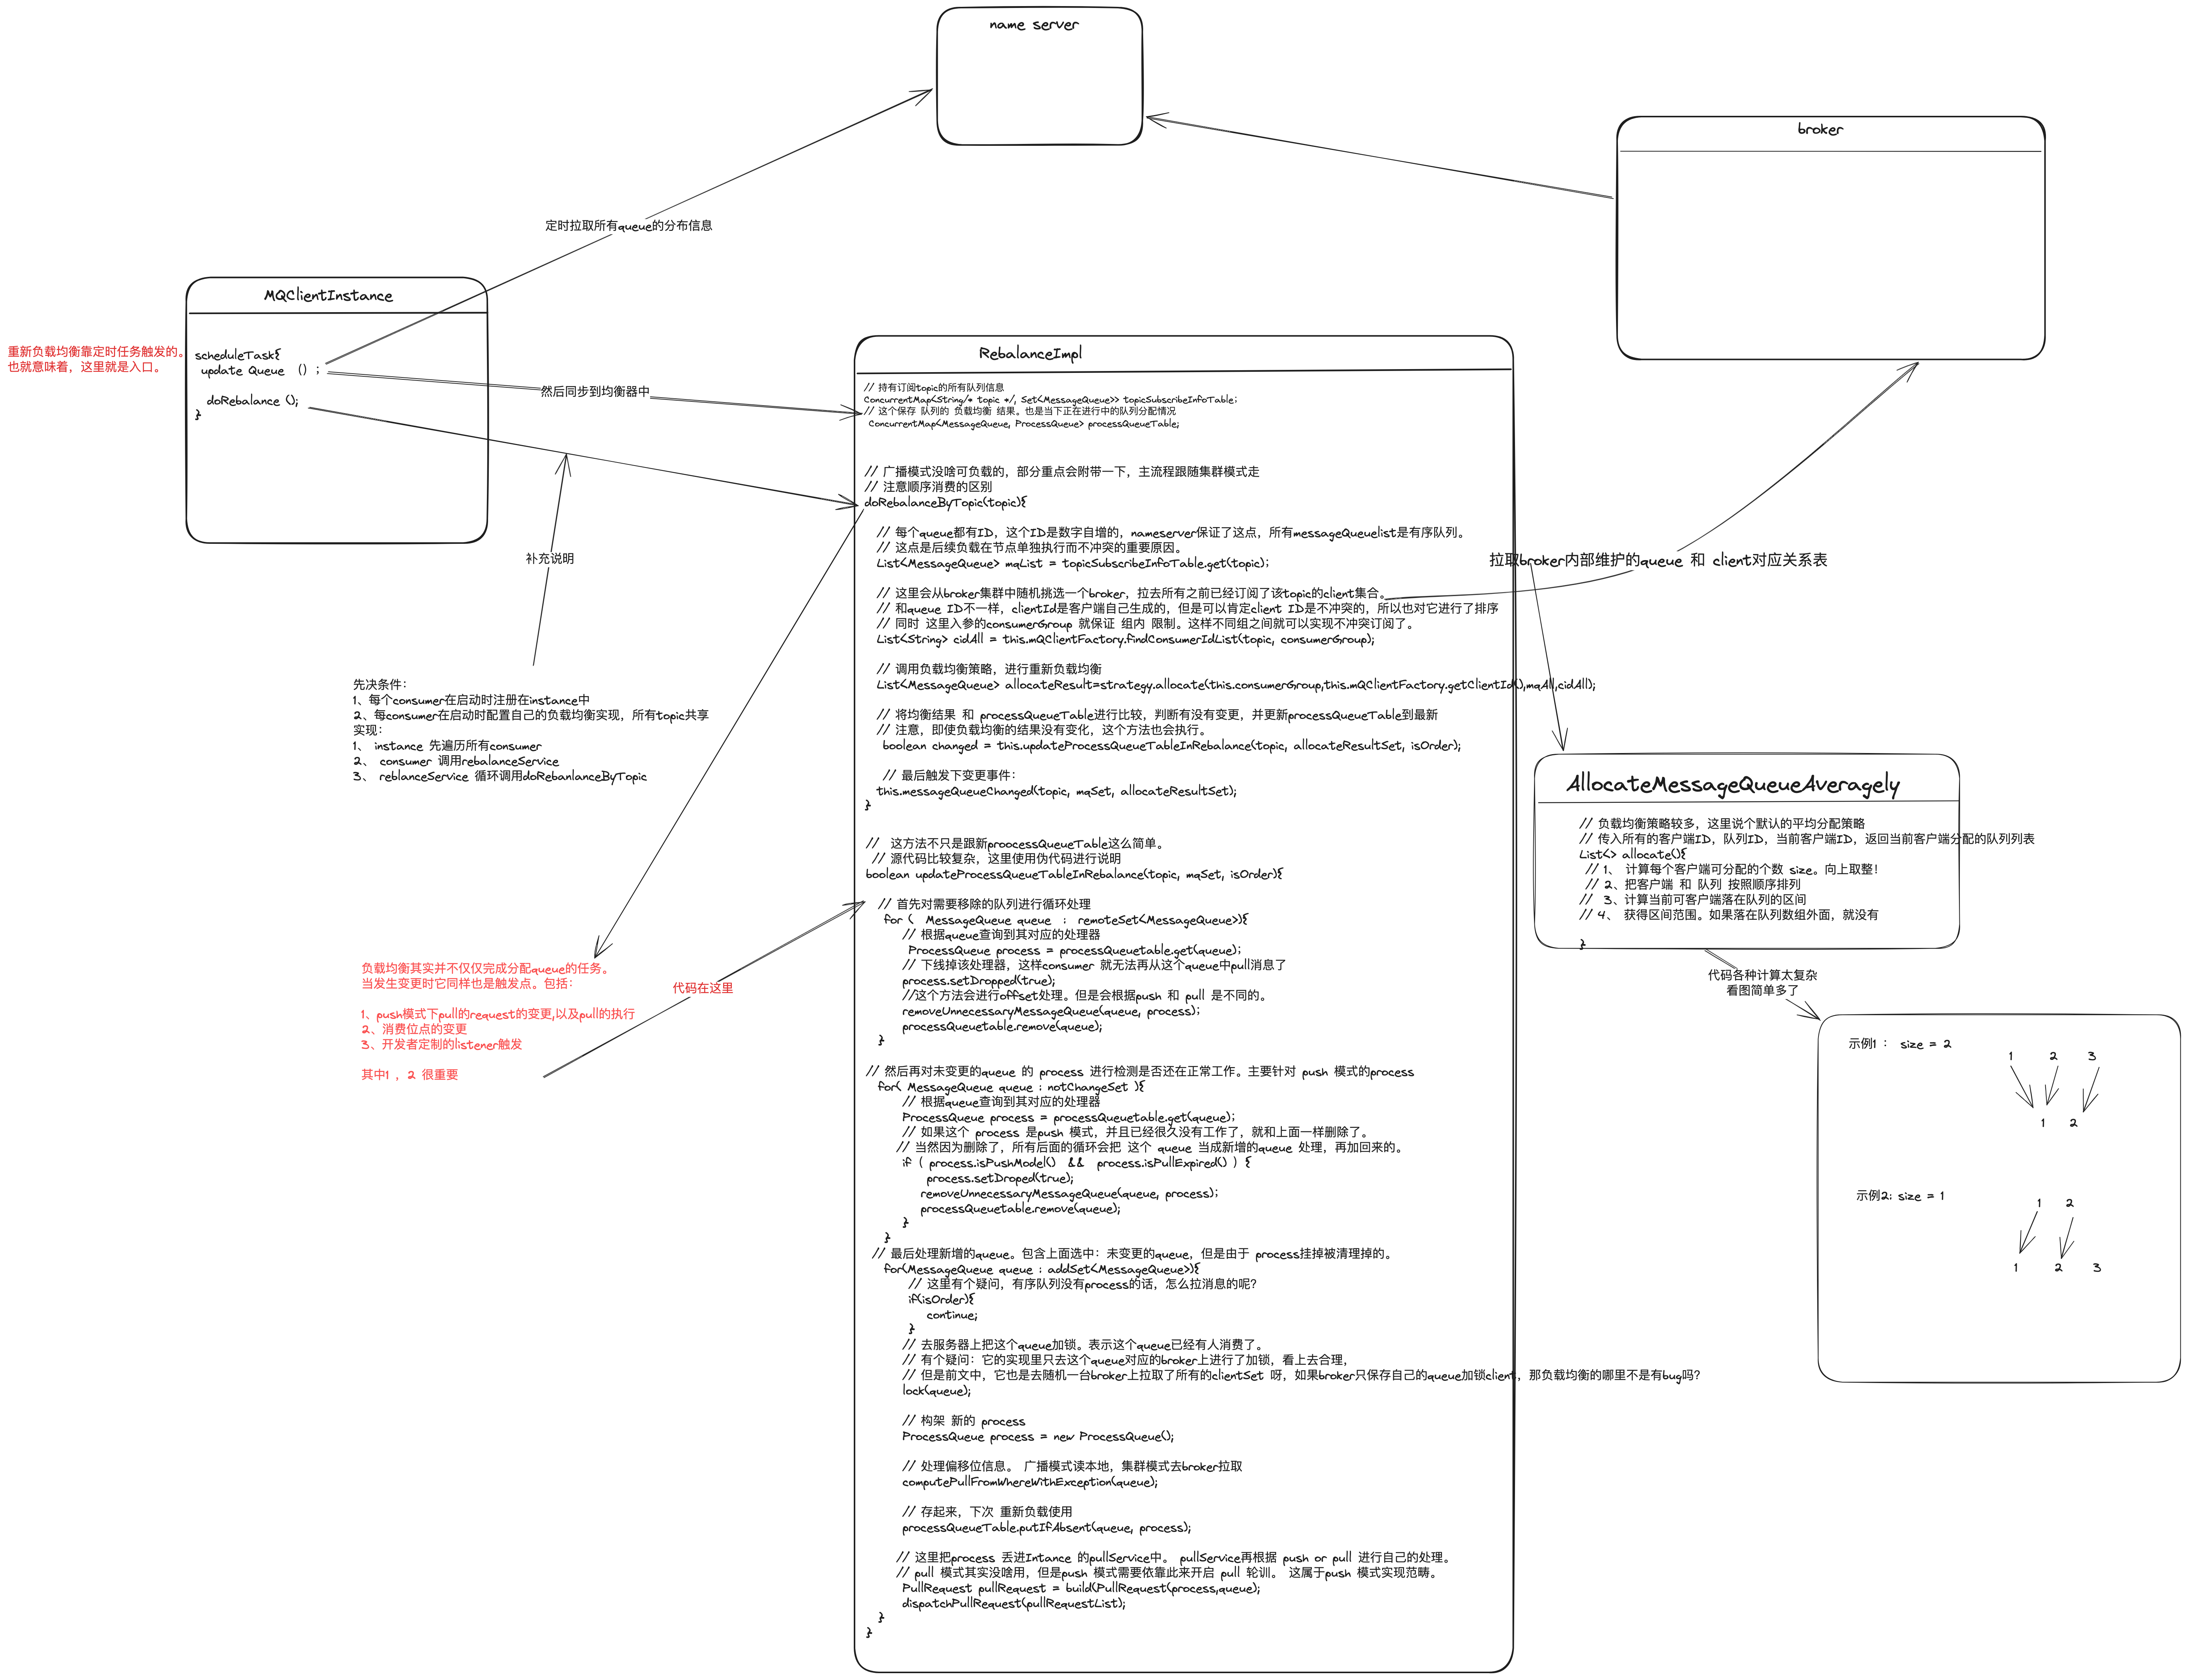 name server
broker
定时拉取所有queue的分布信息
MQClientInstance
重新负载均衡靠定时任务触发的。
也就意味着，这里就是入口。
scheduleTask{
update Queue () ;
doRebalance ();
}
然后同步到均衡器中
补充说明
先决条件：
1、每个consumer在启动时注册在instance中
2、每consumer在启动时配置自己的负载均衡实现，所有topic共享
实现：
1、 instance 先遍历所有consumer
2、 consumer 调用rebalanceService
3、 reblanceService 循环调用doRebanlanceByTopic
负载均衡其实并不仅仅完成分配queue的任务。
当发生变更时它同样也是触发点。包括：
1、push模式下pull的request的变更,以及pull的执行
2、消费位点的变更
3、开发者定制的listener触发
其中1 ，2 很重要
代码在这里
RebalanceImpl
// 持有订阅topic的所有队列信息
ConcurrentMap<String/* topic */, Set<MessageQueue>> topicSubscribeInfoTable;
// 这个保存 队列的 负载均衡 结果。也是当下正在进行中的队列分配情况
ConcurrentMap<MessageQueue, ProcessQueue> processQueueTable;
// 广播模式没啥可负载的，部分重点会附带一下，主流程跟随集群模式走
// 注意顺序消费的区别
doRebalanceByTopic(topic){
// 每个queue都有ID，这个ID是数字自增的，nameserver保证了这点，所有messageQueuelist是有序队列。
// 这点是后续负载在节点单独执行而不冲突的重要原因。
List<MessageQueue> mqList = topicSubscribeInfoTable.get(topic);
// 这里会从broker集群中随机挑选一个broker，拉去所有之前已经订阅了该topic的client集合。
// 和queue ID不一样，clientId是客户端自己生成的，但是可以肯定client ID是不冲突的，所以也对它进行了排序
// 同时 这里入参的consumerGroup 就保证 组内 限制。这样不同组之间就可以实现不冲突订阅了。
List<String> cidAll = this.mQClientFactory.findConsumerIdList(topic, consumerGroup);
// 调用负载均衡策略，进行重新负载均衡
List<MessageQueue> allocateResult=strategy.allocate(this.consumerGroup,this.mQClientFactory.getClientId(),mqAll,cidAll);
// 将均衡结果 和 processQueueTable进行比较，判断有没有变更，并更新processQueueTable到最新
// 注意，即使负载均衡的结果没有变化，这个方法也会执行。
boolean changed = this.updateProcessQueueTableInRebalance(topic, allocateResultSet, isOrder);
// 最后触发下变更事件：
this.messageQueueChanged(topic, mqSet, allocateResultSet);
}
// 这方法不只是跟新proocessQueueTable这么简单。
// 源代码比较复杂，这里使用伪代码进行说明
boolean updateProcessQueueTableInRebalance(topic, mqSet, isOrder){
// 首先对需要移除的队列进行循环处理
for ( MessageQueue queue : remoteSet<MessageQueue>){
// 根据queue查询到其对应的处理器
ProcessQueue process = processQueuetable.get(queue);
// 下线掉该处理器，这样consumer 就无法再从这个queue中pull消息了
process.setDropped(true);
//这个方法会进行offset处理。但是会根据push 和 pull 是不同的。
removeUnnecessaryMessageQueue(queue, process);
processQueuetable.remove(queue);
}
// 然后再对未变更的queue 的 process 进行检测是否还在正常工作。主要针对 push 模式的process
for( MessageQueue queue : notChangeSet ){
// 根据queue查询到其对应的处理器
ProcessQueue process = processQueuetable.get(queue);
// 如果这个 process 是push 模式，并且已经很久没有工作了，就和上面一样删除了。
// 当然因为删除了，所有后面的循环会把 这个 queue 当成新增的queue 处理，再加回来的。
if ( process.isPushModel() && process.isPullExpired() ) {
process.setDroped(true);
removeUnnecessaryMessageQueue(queue, process);
processQueuetable.remove(queue);
}
}
// 最后处理新增的queue。包含上面选中：未变更的queue，但是由于 process挂掉被清理掉的。
for(MessageQueue queue : addSet<MessageQueue>){
// 这里有个疑问，有序队列没有process的话，怎么拉消息的呢？
if(isOrder){
continue;
}
// 去服务器上把这个queue加锁。表示这个queue已经有人消费了。
// 有个疑问：它的实现里只去这个queue对应的broker上进行了加锁，看上去合理，
// 但是前文中，它也是去随机一台broker上拉取了所有的clientSet 呀，如果broker只保存自己的queue加锁client，那负载均衡的哪里不是有bug吗？
lock(queue);
// 构架 新的 process
ProcessQueue process = new ProcessQueue();
// 处理偏移位信息。 广播模式读本地，集群模式去broker拉取
computePullFromWhereWithException(queue);
// 存起来，下次 重新负载使用
processQueueTable.putIfAbsent(queue, process);
// 这里把process 丢进Intance 的pullService中。 pullService再根据 push or pull 进行自己的处理。
// pull 模式其实没啥用，但是push 模式需要依靠此来开启 pull 轮训。 这属于push 模式实现范畴。
PullRequest pullRequest = build(PullRequest(process,queue);
dispatchPullRequest(pullRequestList);
}
}
拉取broker内部维护的queue 和 client对应关系表
AllocateMessageQueueAveragely
// 负载均衡策略较多，这里说个默认的平均分配策略
// 传入所有的客户端ID，队列ID，当前客户端ID，返回当前客户端分配的队列列表
List<> allocate(){
// 1、 计算每个客户端可分配的个数 size。向上取整！
// 2、把客户端 和 队列 按照顺序排列
// 3、计算当前可客户端落在队列的区间
// 4、 获得区间范围。如果落在队列数组外面，就没有
}
代码各种计算太复杂
看图简单多了
示例1 ： size = 2
1 2 3
1 2
示例2: size = 1
1 2
1 2 3